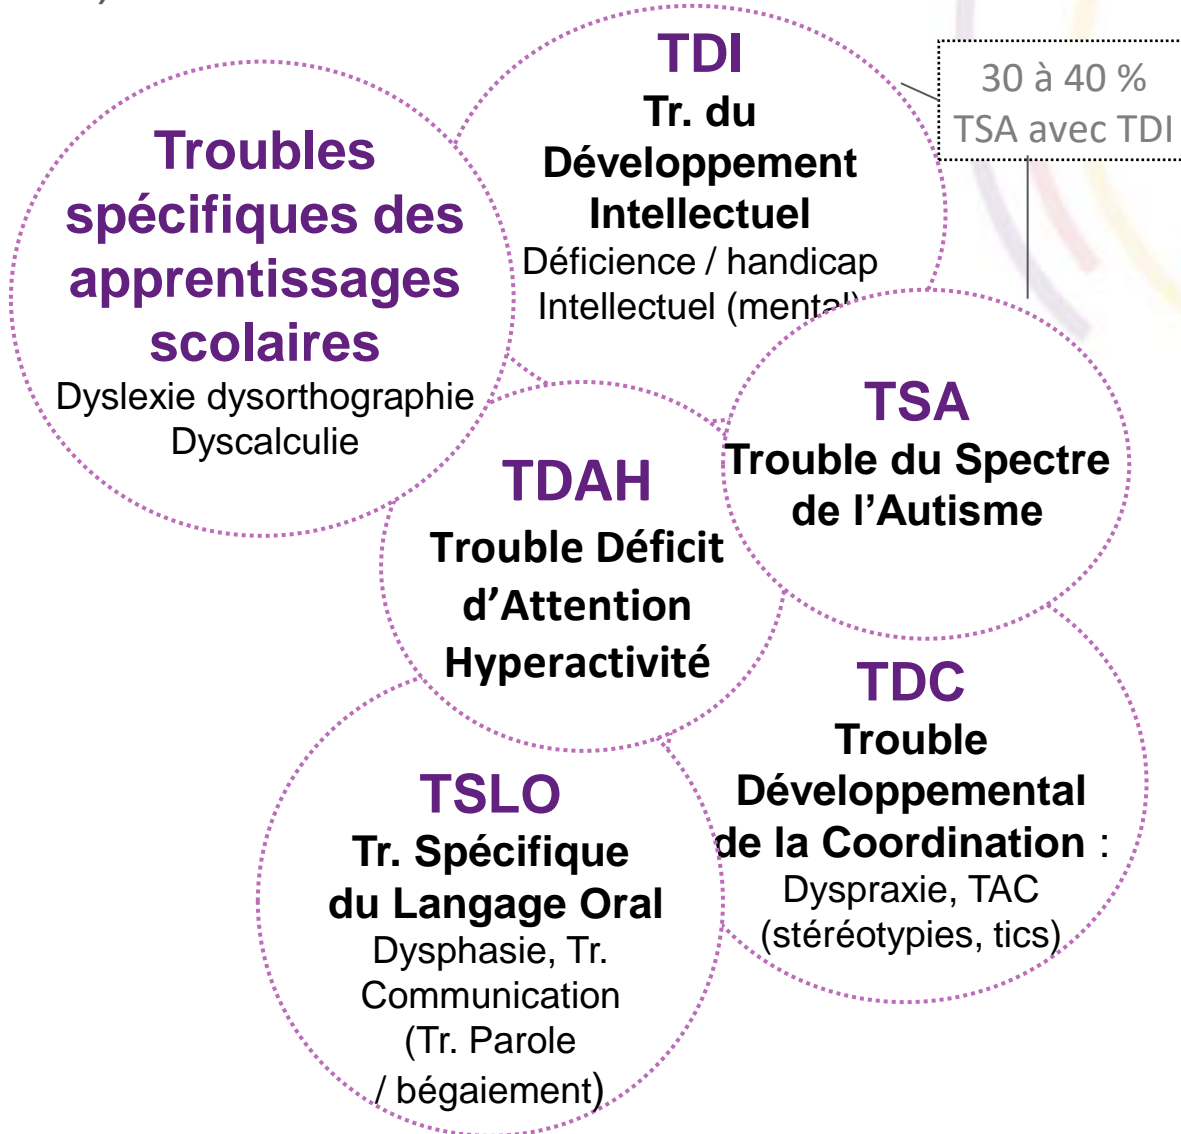 )
TDI
Tr. du
Développement
Intellectuel
Déficience / handicap
Intellectuel (mental)
30 à 40 %
TSA avec TDI
Troubles
spécifiques des
apprentissages
scolaires
Dyslexie dysorthographie
Dyscalculie
TSA
Trouble du Spectre
de l’Autisme
TDAH
Trouble Déficit
d’Attention
Hyperactivité
TDC
Trouble
Développemental
de la Coordination :
Dyspraxie, TAC
(stéréotypies, tics)
TSLO
Tr. Spécifique
du Langage Oral
Dysphasie, Tr.
Communication
(Tr. Parole
/ bégaiement)